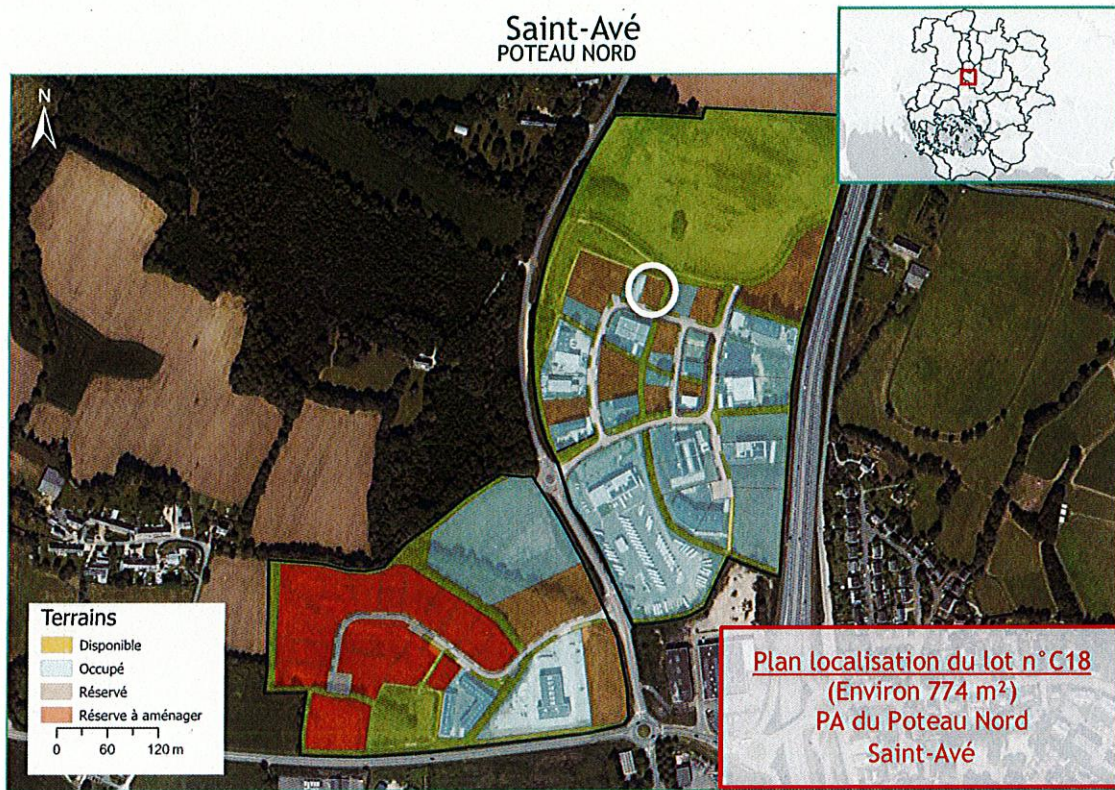 Saint-Avé
POTEAU NORD
N
Terrains
Disponible
Occupé
Réservé
Réserve à aménager
0 60 120 m
Plan localisation du lot n°C18
(Environ 774 m²)
PA du Poteau Nord
Saint-Avé